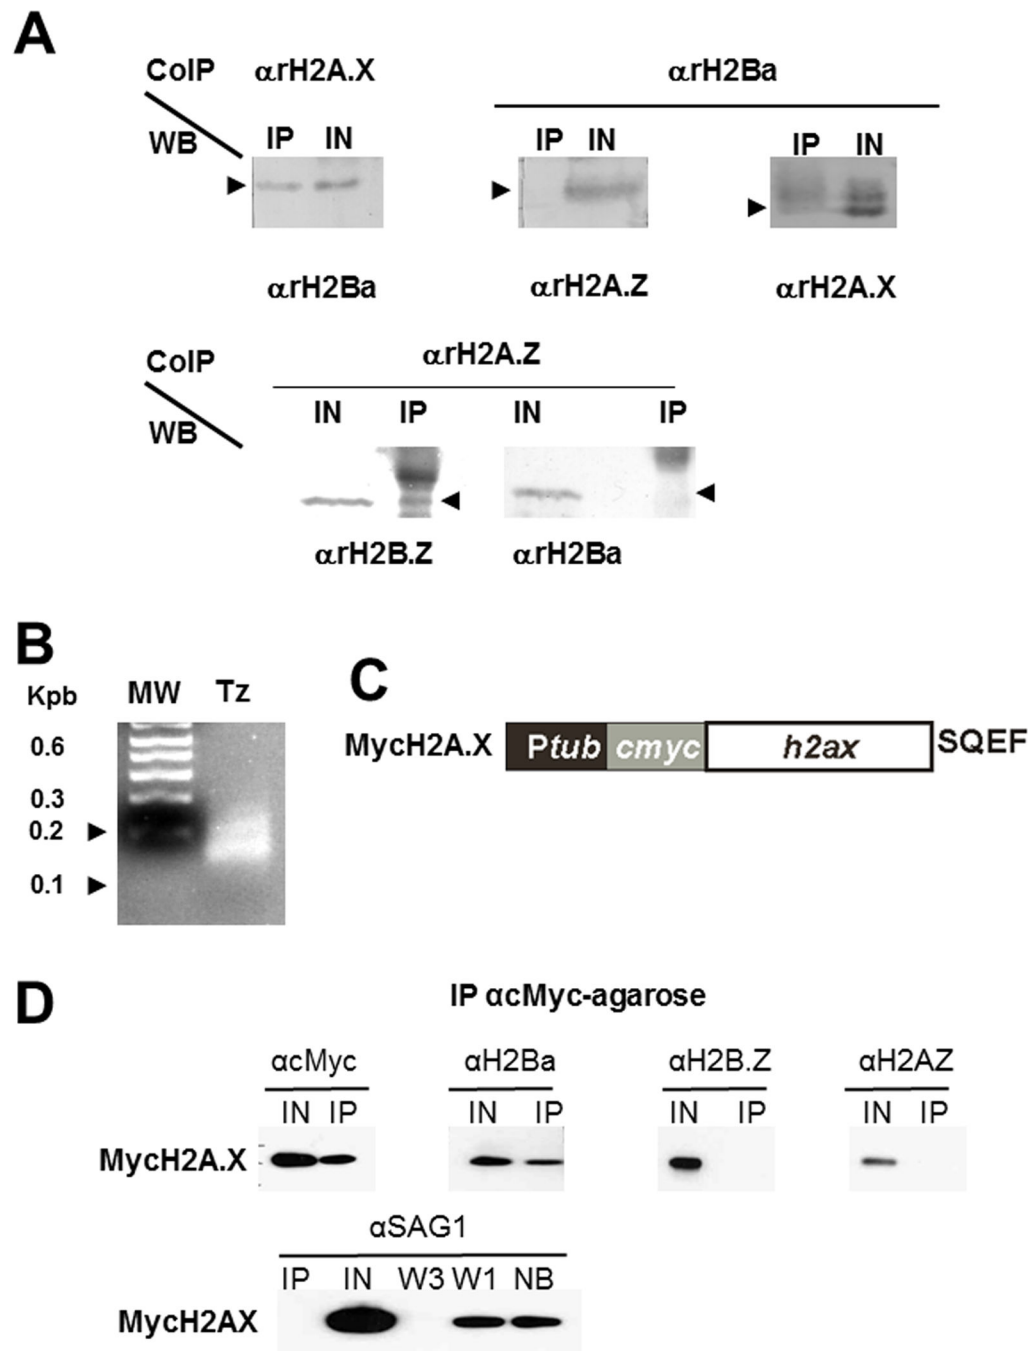 A
CoIP αrH2A.X αrH2Ba
WB IP IN IP IN IP IN
αrH2Ba αrH2A.Z αrH2A.X
CoIP αrH2A.Z
WB IN IP IN IP
αrH2B.Z αrH2Ba
B
Kpb MW Tz
0.6
0.3
0.2
0.1
C
MycH2A.X Ptub cmyc h2ax SQEF
D
IP αcMyc-agarose
αcMyc αH2Ba αH2B.Z αH2AZ
IN IP IN IP IN IP IN IP
MycH2A.X
αSAG1
IP IN W3 W1 NB
MycH2AX